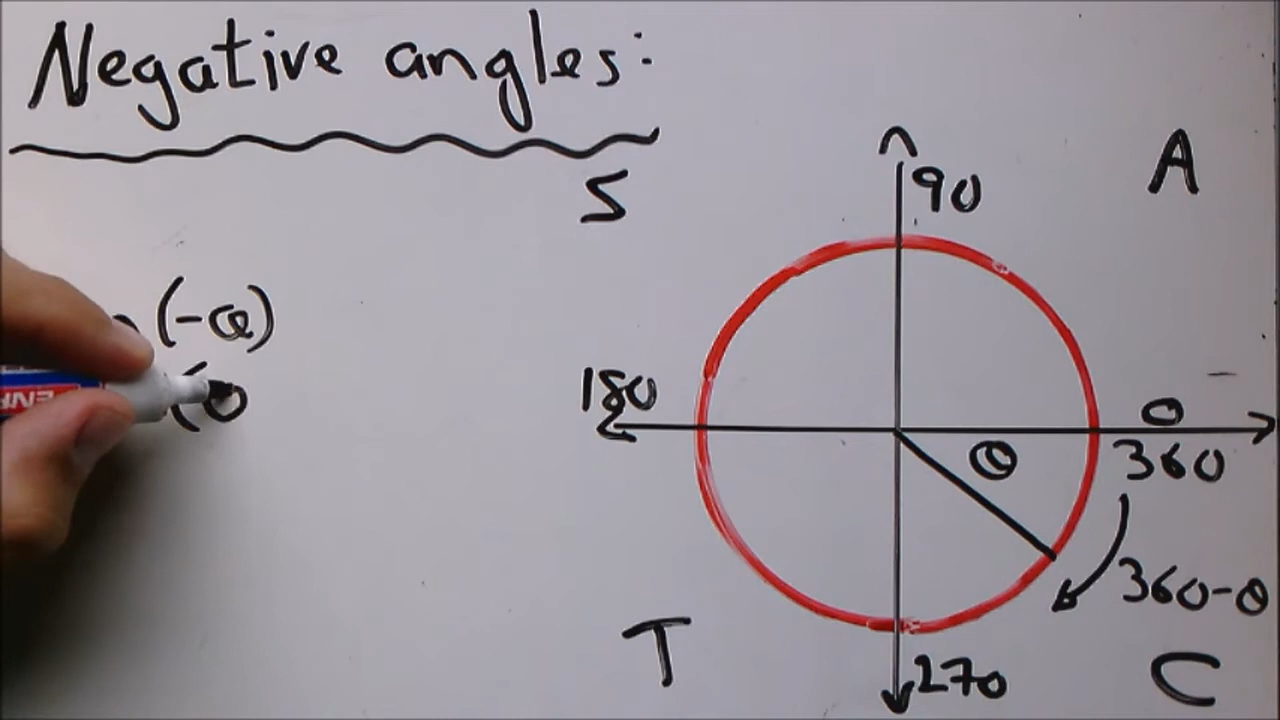 Negative angles:
S
A
90
(-θ)
(θ
180
0
θ
360
360-θ
T
270
C